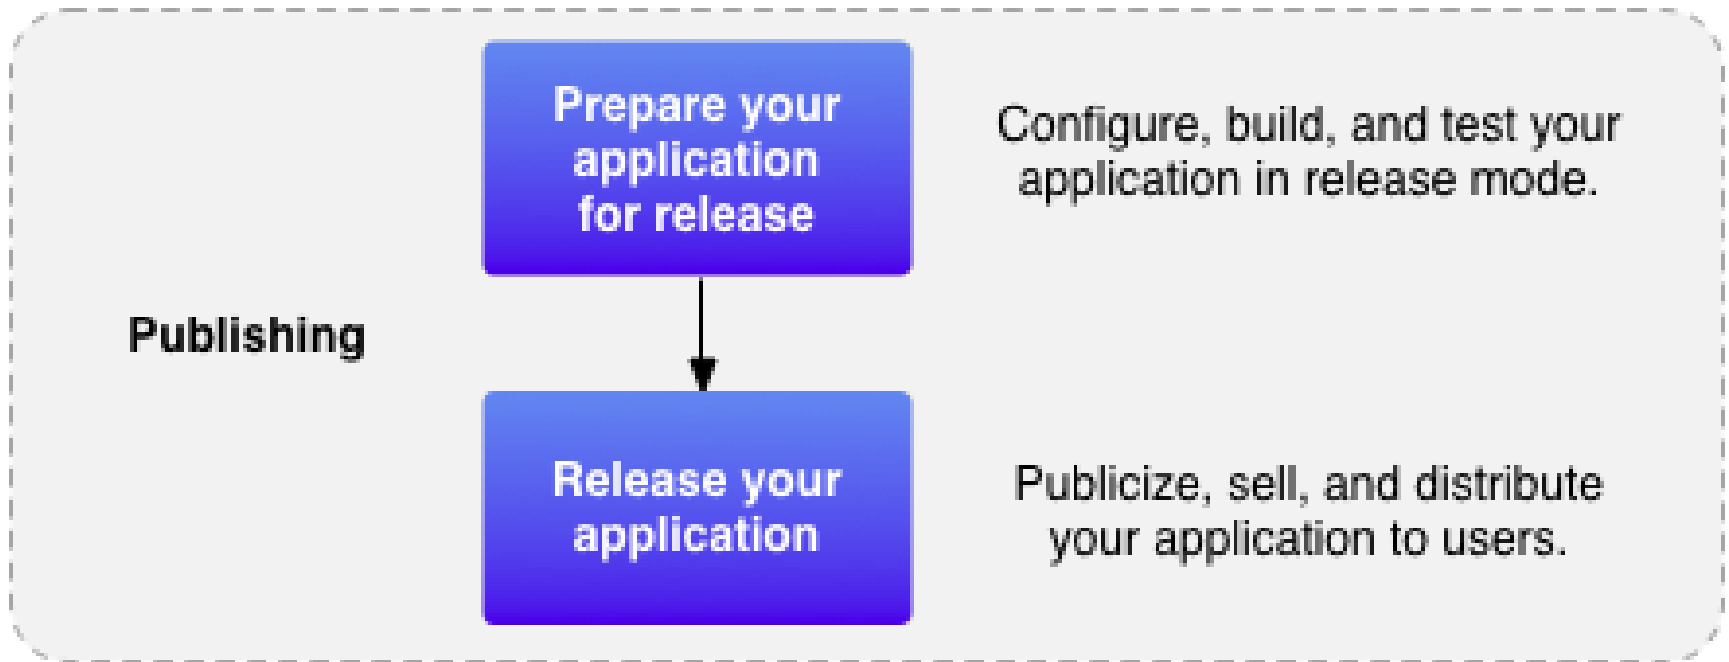 Prepare your
application
for release
Configure, build, and test your
application in release mode.
Publishing
Release your
application
Publicize, sell, and distribute
your application to users.